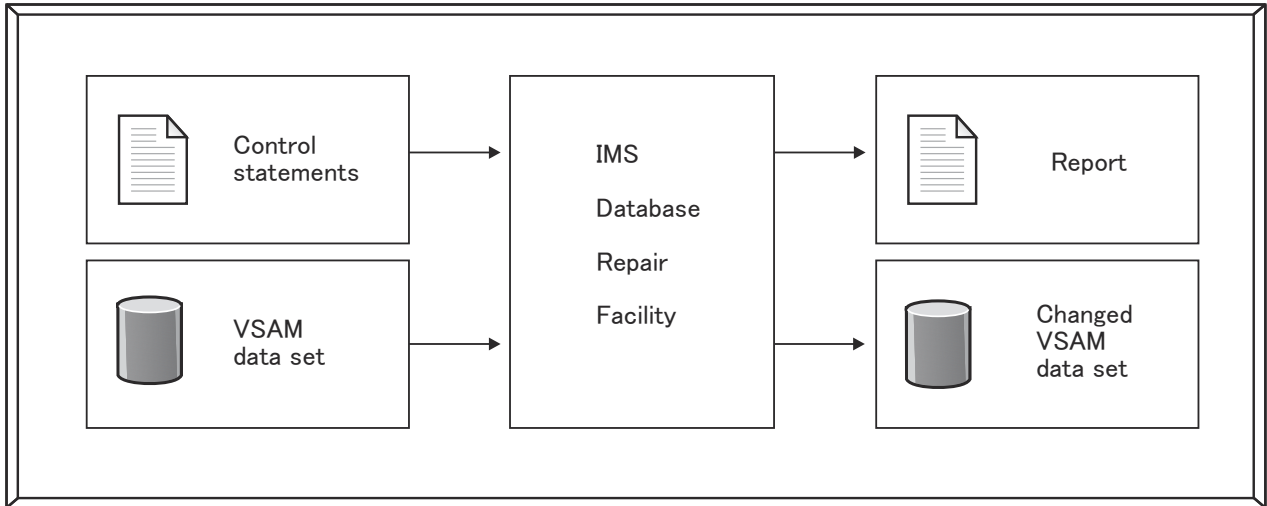 Control
statements
VSAM
data set
IMS
Database
Repair
Facility
Report
Changed
VSAM
data set